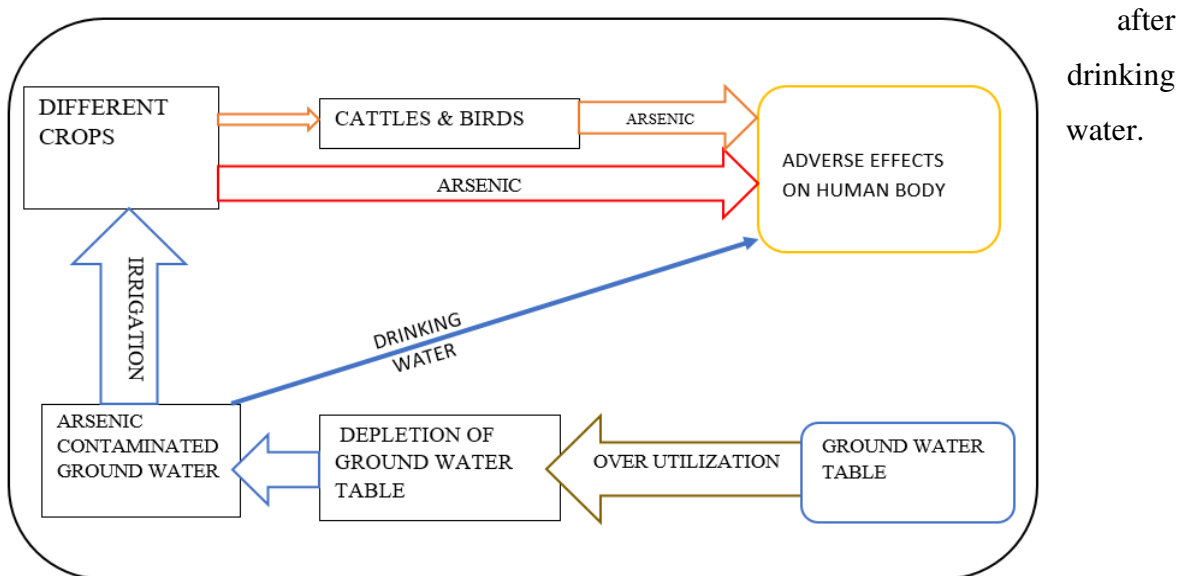 after
drinking
water.
DIFFERENT
CROPS
CATTLES & BIRDS
ARSENIC
ADVERSE EFFECTS
ON HUMAN BODY
ARSENIC
IRRIGATION
DRINKING
WATER
ARSENIC
CONTAMINATED
GROUND WATER
DEPLETION OF
GROUND WATER
TABLE
OVER UTILIZATION
GROUND WATER
TABLE